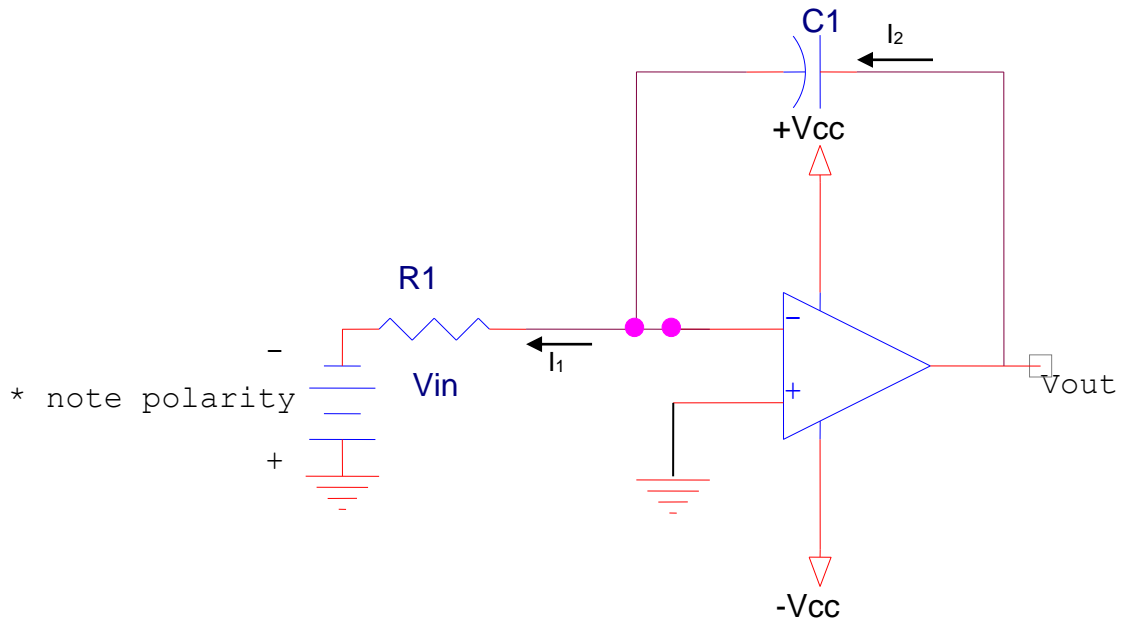 C1
I₂
+Vcc
R1
−
I₁
−
* note polarity
Vin
+
Vout
+
-Vcc